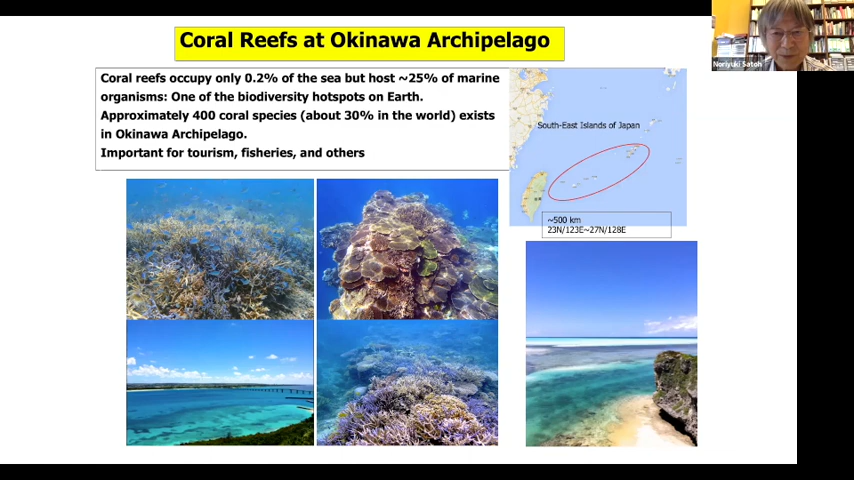 Coral Reefs at Okinawa Archipelago
Noriyuki Satoh
Coral reefs occupy only 0.2% of the sea but host ~25% of marine
organisms: One of the biodiversity hotspots on Earth.
Approximately 400 coral species (about 30% in the world) exists
in Okinawa Archipelago.
Important for tourism, fisheries, and others
South-East Islands of Japan
~500 km
23N/123E~27N/128E